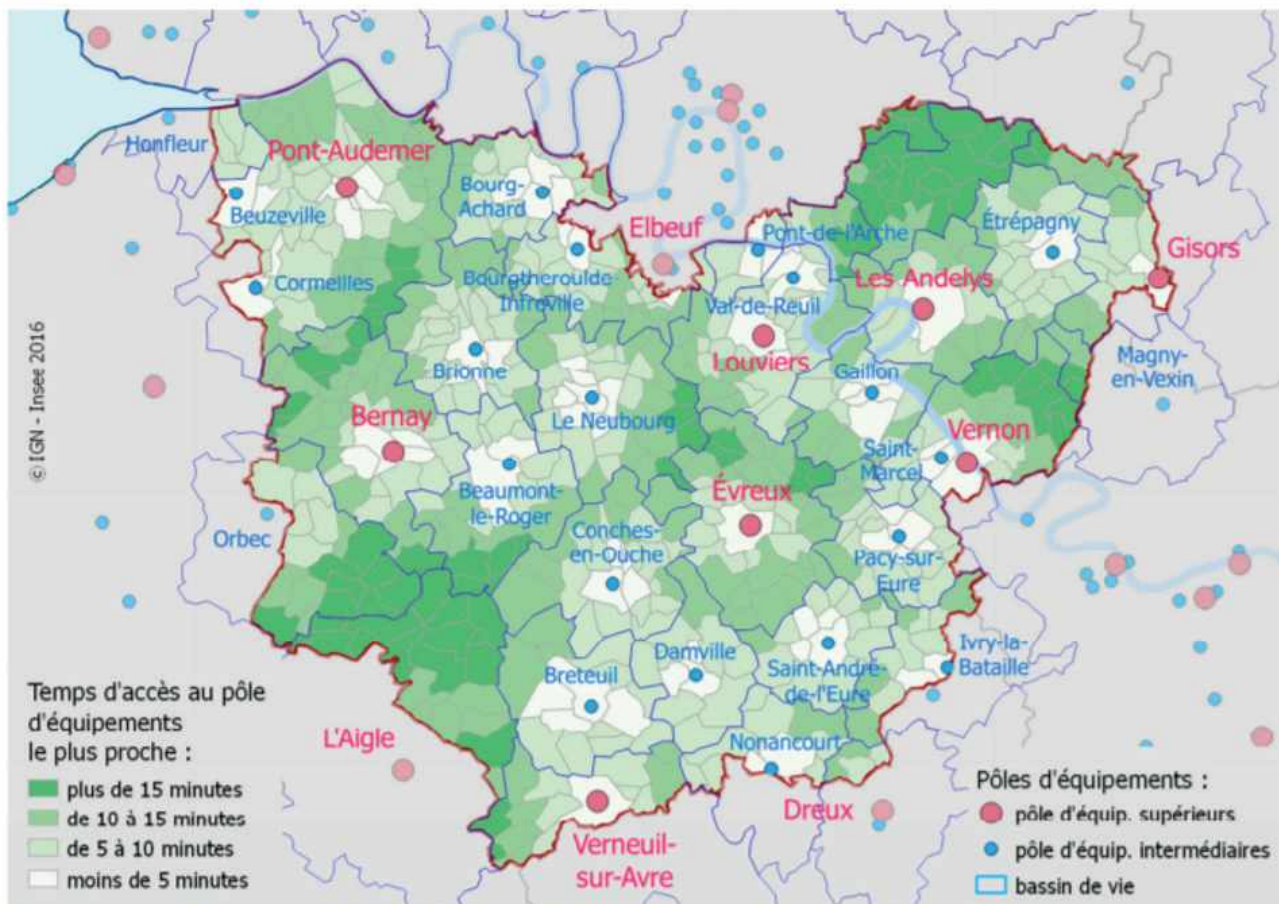 Honfleur
Pont-Audemer
Beuzeville
Bourg-
Achard
Elbeuf
Pont-de-l'Arche
Étrépagny
Gisors
Cormeilles
Bourgtheroulde
Infreville
Val-de-Reuil
Les Andelys
Louviers
Magny-
en-Vexin
Brionne
Gaillon
Bernay
Le Neubourg
Vernon
Saint-
Marcel
Évreux
Beaumont-
le-Roger
Orbec
Conches-
en-Ouche
Pacy-sur-
Eure
Ivry-la-
Bataille
Damville
Saint-André-
de-l'Eure
Breteuil
Nonancourt
L'Aigle
Dreux
Verneuil-
sur-Avre
© IGN - Insee 2016
Temps d'accès au pôle
d'équipements
le plus proche :
plus de 15 minutes
de 10 à 15 minutes
de 5 à 10 minutes
moins de 5 minutes
Pôles d'équipements :
pôle d'équip. supérieurs
pôle d'équip. intermédiaires
bassin de vie